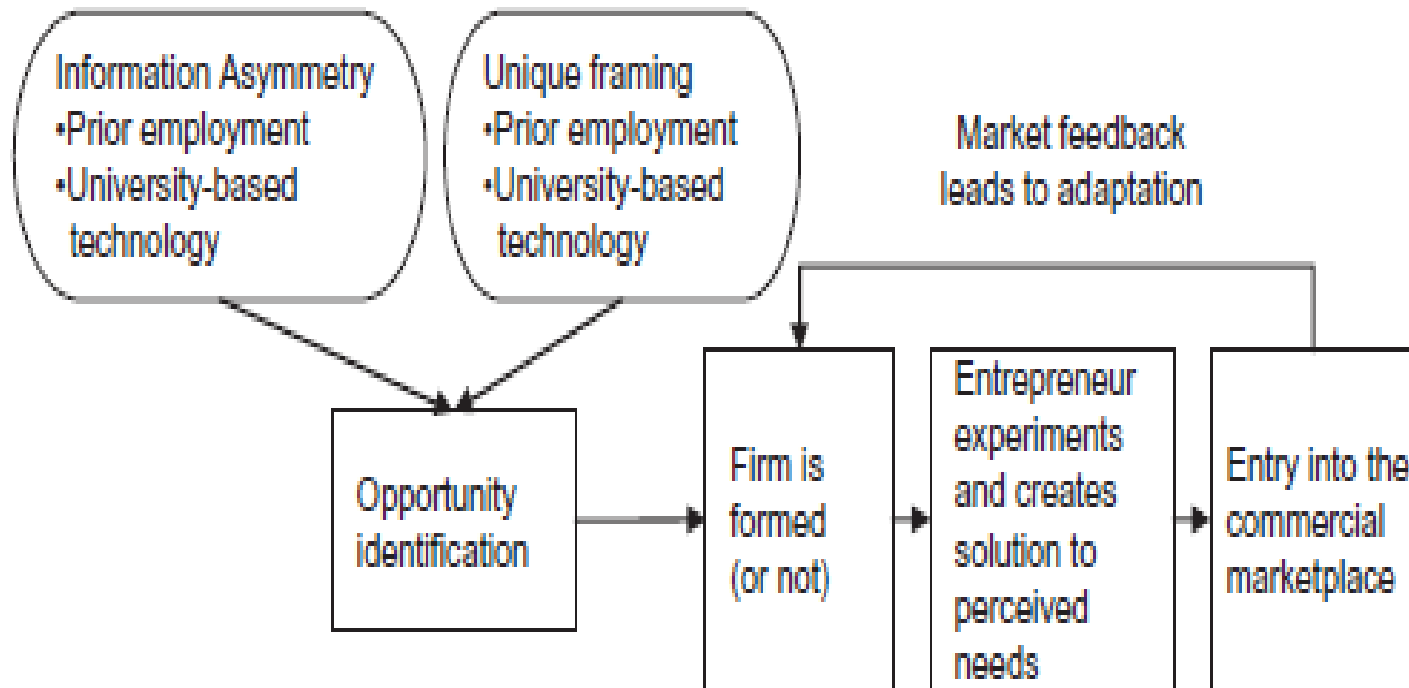 Information Asymmetry
•Prior employment
•University-based
technology
Unique framing
•Prior employment
•University-based
technology
Market feedback
leads to adaptation
Opportunity
identification
Firm is
formed
(or not)
Entrepreneur
experiments
and creates
solution to
perceived
needs
Entry into the
commercial
marketplace